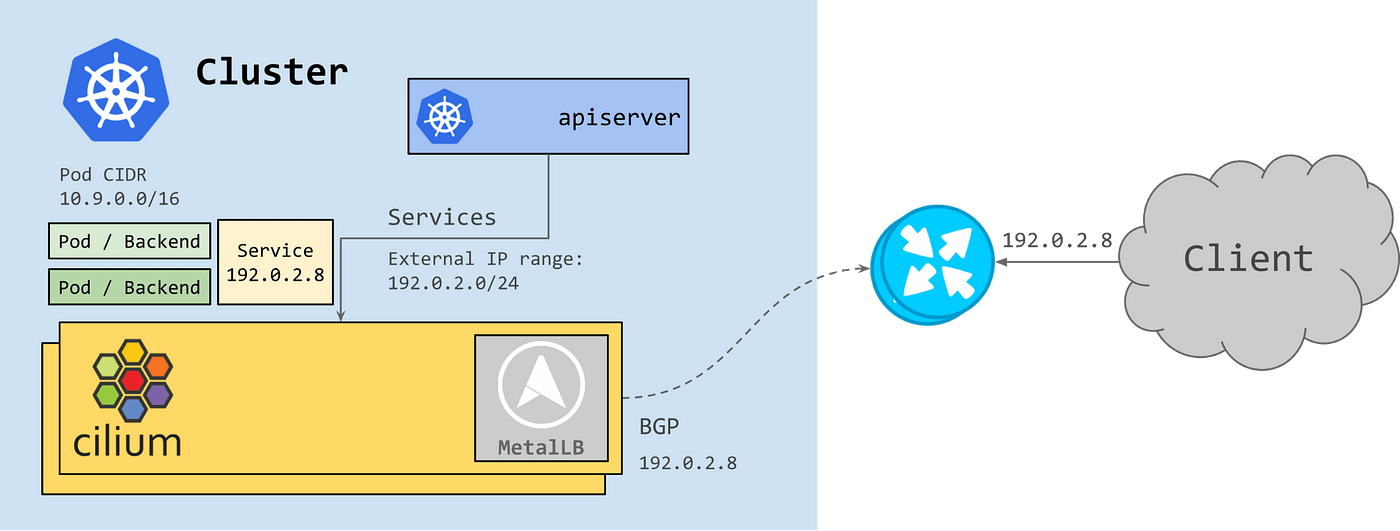 Cluster
apiserver
Pod CIDR
10.9.0.0/16
Pod / Backend
Pod / Backend
Service
192.0.2.8
Services
External IP range:
192.0.2.0/24
cilium
MetalLB
BGP
192.0.2.8
192.0.2.8
Client